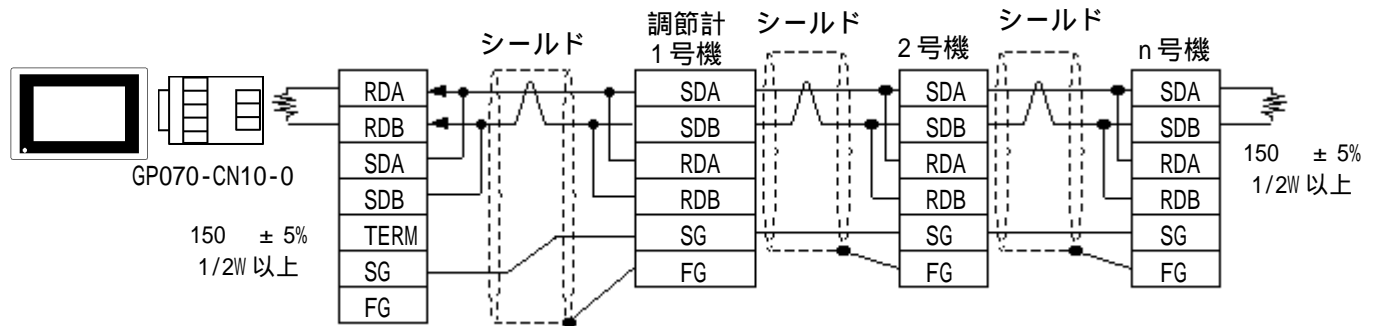 シールド
調節計
1号機
シールド
2号機
シールド
n号機
RDA
RDB
SDA
SDB
TERM
SG
FG
SDA
SDB
RDA
RDB
SG
FG
SDA
SDB
RDA
RDB
SG
FG
SDA
SDB
RDA
RDB
SG
FG
GP070-CN10-0
150 ± 5%
1/2W 以上
150 ± 5%
1/2W 以上